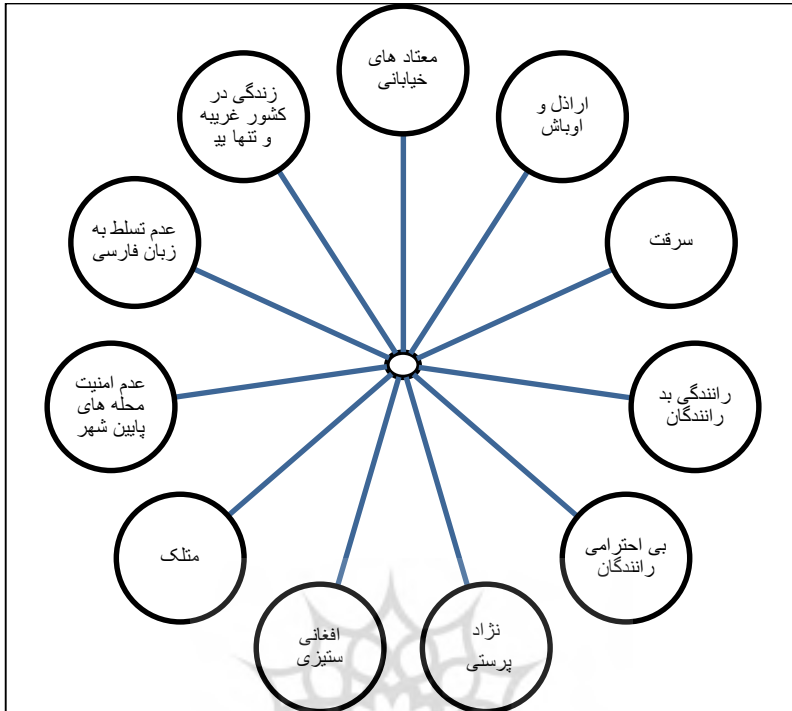 معتاد های
خیابانی
اراذل و
اوباش
سرقت
رانندگی بد
رانندگان
بی احترامی
رانندگان
نژاد
پرستی
افغانی
ستیزی
متلک
عدم امنیت
محله های
پایین شهر
عدم تسلط به
زبان فارسی
زندگی در
کشور غریبه
و تنها یی